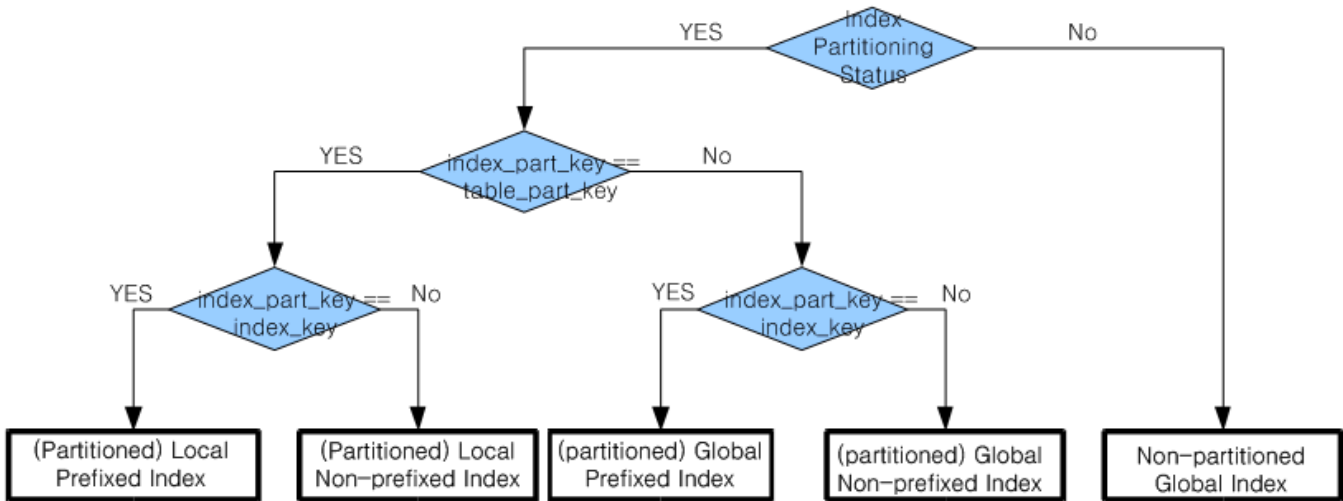 Index
Partitioning
Status
YES
No
index_part_key ==
table_part_key
YES
No
index_part_key ==
index_key
YES
No
index_part_key ==
index_key
YES
No
(Partitioned) Local
Prefixed Index
(Partitioned) Local
Non-prefixed Index
(partitioned) Global
Prefixed Index
(partitioned) Global
Non-prefixed Index
Non-partitioned
Global Index